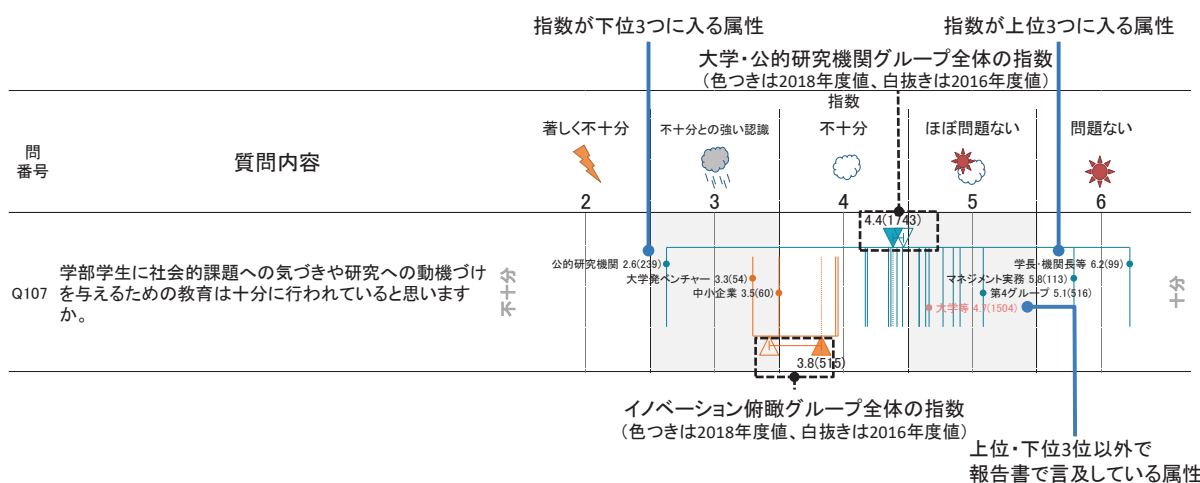 指数が下位3つに入る属性
指数が上位3つに入る属性
大学・公的研究機関グループ全体の指数
（色つきは2018年度値、白抜きは2016年度値）
問
番号
質問内容
指数
著しく不十分
不十分との強い認識
不十分
ほぼ問題ない
問題ない
2
3
4
5
6
Q107
学部学生に社会的課題への気づきや研究への動機づけ
を与えるための教育は十分に行われていると思います
か。
不十分
十分
4.4(1743)
公的研究機関 2.6(239)
大学発ベンチャー 3.3(54)
中小企業 3.5(60)
学長・機関長等 6.2(99)
マネジメント実務 5.8(113)
第4グループ 5.1(516)
大学等 4.7(1504)
3.8(515)
イノベーション俯瞰グループ全体の指数
（色つきは2018年度値、白抜きは2016年度値）
上位・下位3位以外で
報告書で言及している属性